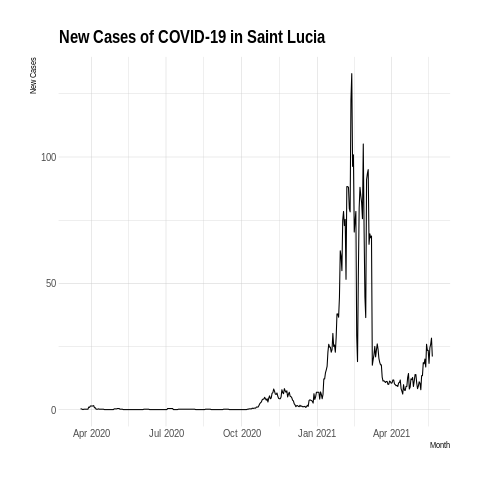 New Cases of COVID-19 in Saint Lucia
New Cases
100
50
0
Apr 2020 Jul 2020 Oct 2020 Jan 2021 Apr 2021
Month